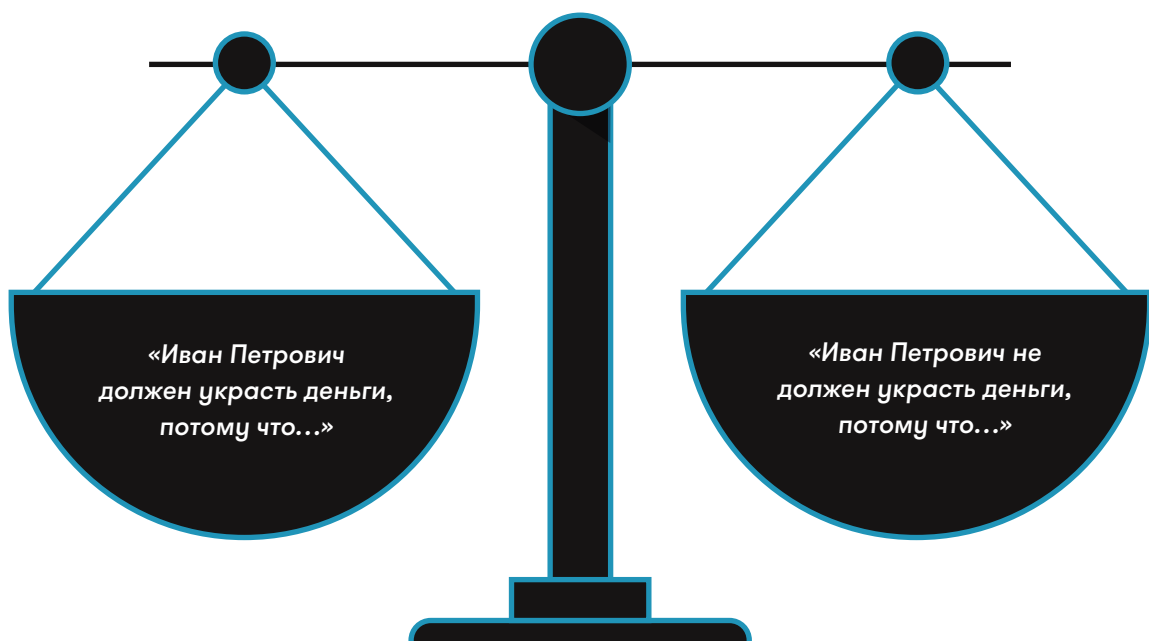 «Иван Петрович
должен украсть деньги,
потому что...»
«Иван Петрович не
должен украсть деньги,
потому что...»